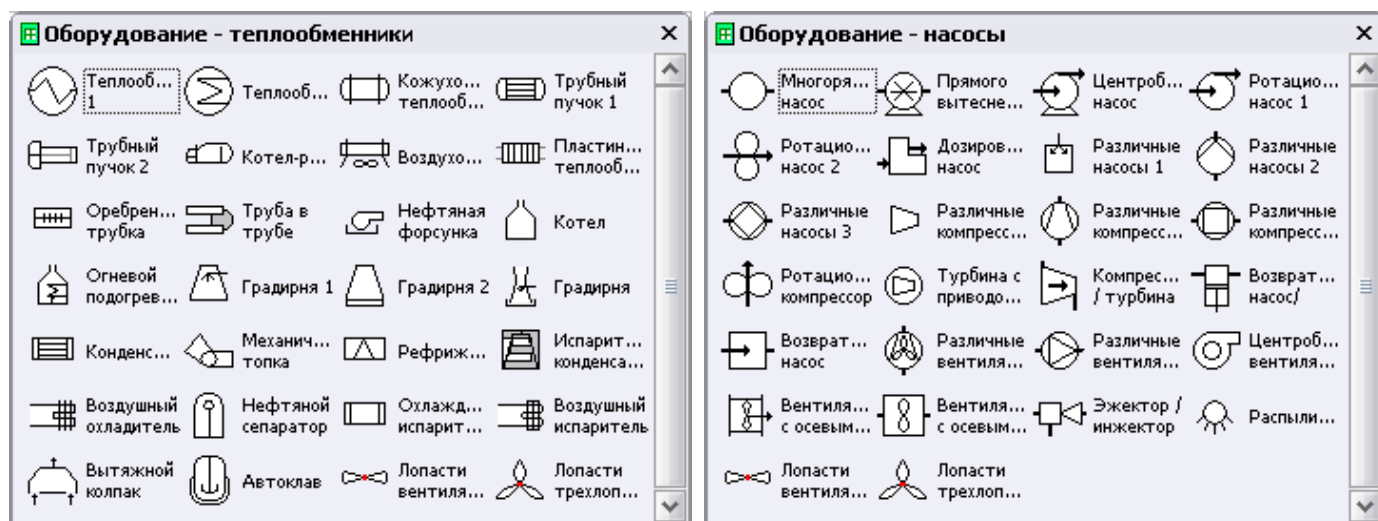 Оборудование - теплообменники
Теплооб...
1
Теплооб...
Кожухо...
теплооб...
Трубный
пучок 1
Трубный
пучок 2
Котел-р...
Воздухо...
Пластин...
теплооб...
Оребрен...
трубка
Труба в
трубе
Нефтяная
форсунка
Котел
Огневой
подогрев...
Градирня 1
Градирня 2
Градирня
Конденс...
Механич...
топка
Рефриж...
Испарит...
конденса...
Воздушный
охладитель
Нефтяной
сепаратор
Охлажд...
испарит...
Воздушный
испаритель
Вытяжной
колпак
Автоклав
Лопасти
вентиля...
Лопасти
трехлоп...
Оборудование - насосы
Многоря...
насос
Прямого
вытесне...
Центроб...
насос
Ротацио...
насос 1
Ротацио...
насос 2
Дозиров...
насос
Различные
насосы 1
Различные
насосы 2
Различные
насосы 3
Различные
компресс...
Различные
компресс...
Различные
компресс...
Ротацио...
компрессор
Турбина с
приводо...
Компрес...
/ турбина
Возврат...
насос/
Возврат...
насос
Различные
вентиля...
Различные
вентиля...
Центроб...
вентиля...
Вентиля...
с осевым...
Вентиля...
с осевым...
Эжектор /
инжектор
Распыли...
Лопасти
вентиля...
Лопасти
трехлоп...